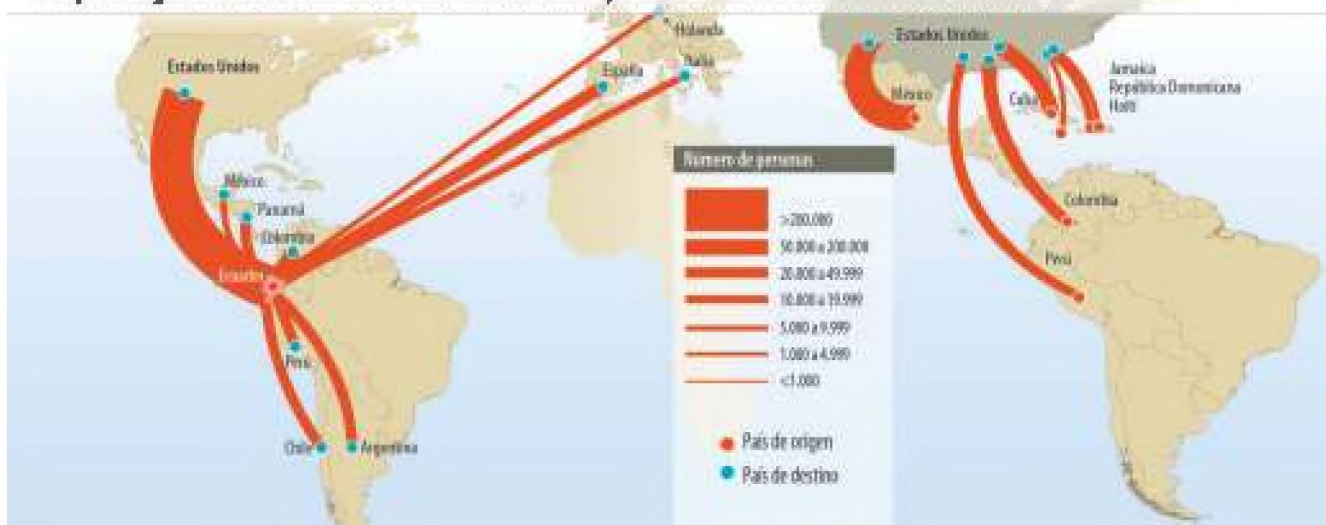 Estados Unidos
México
Panamá
Colombia
Ecuador
Perú
Chile
Argentina
Holanda
España
Italia
Número de personas
>200.000
50.000 a 200.000
20.000 a 49.999
10.000 a 19.999
5.000 a 9.999
1.000 a 4.999
<1.000
País de origen
País de destino
Estados Unidos
México
Cuba
Jamaica
República Dominicana
Haití
Colombia
Perú